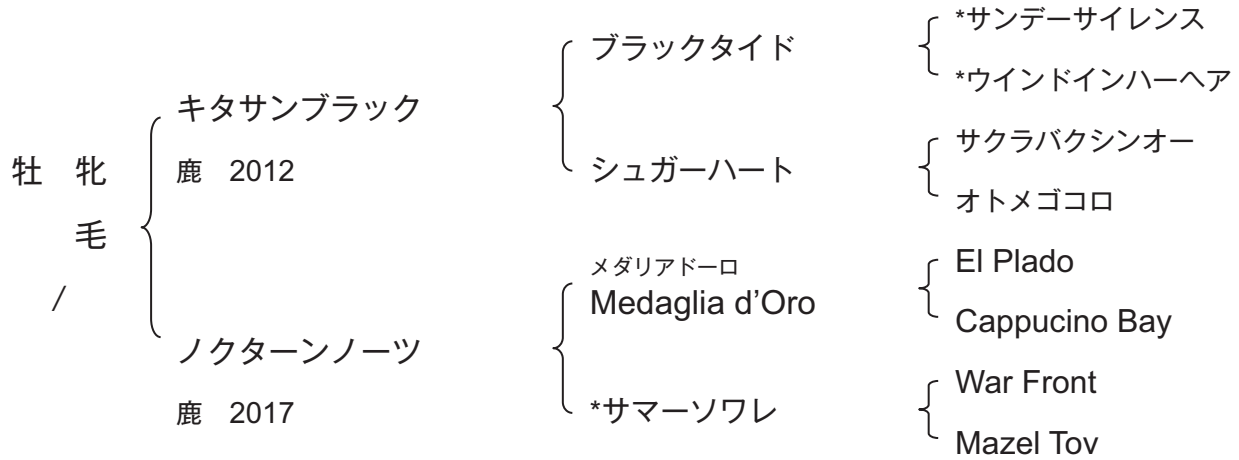 牡 牝
毛
/
キタサンブラック
鹿 2012
ノクターンノーツ
鹿 2017
ブラックタイド
シュガーハート
メダリアドーロ
Medaglia d’Oro
*サマーソワレ
*サンデーサイレンス
*ウインドインハーヘア
サクラバクシンオー
オトメゴコロ
El Plado
Cappucino Bay
War Front
Mazel Tov